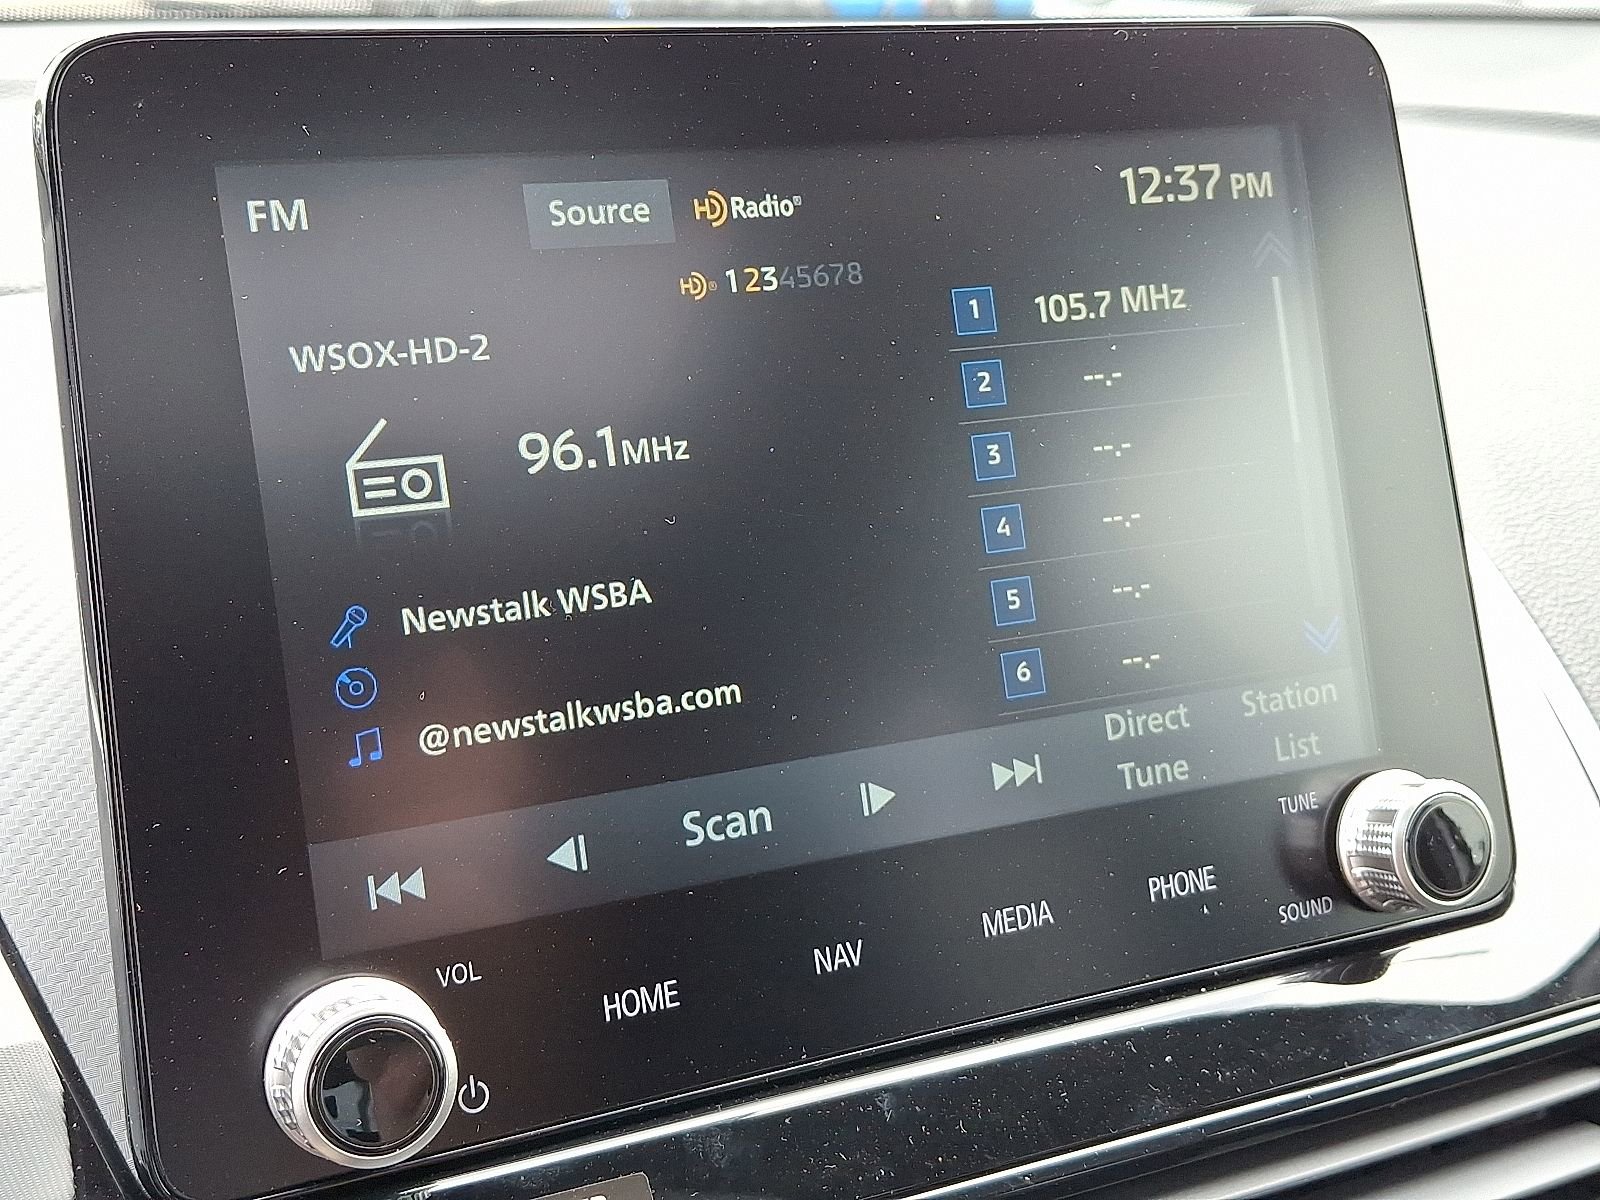 FM
Source
HD Radio®
12:37 PM
HD® 12345678
WSOX-HD-2
96.1 MHz
Newstalk WSBA
@newstalkwsba.com
1 105.7 MHz
2 --.-
3 --.-
4 --.-
5 --.-
6 --.-
Scan
Direct
Tune
Station
List
VOL
HOME
NAV
MEDIA
PHONE
TUNE
SOUND